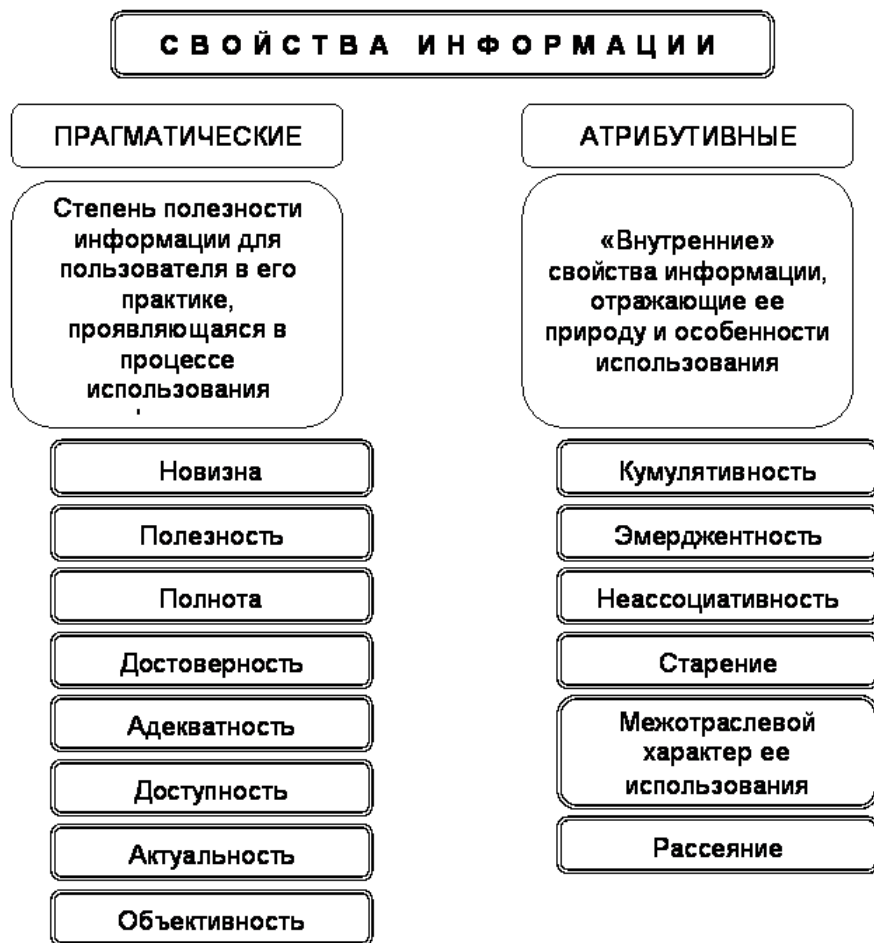 СВОЙСТВА ИНФОРМАЦИИ
ПРАГМАТИЧЕСКИЕ
Степень полезности
информации для
пользователя в его
практике,
проявляющаяся в
процессе
использования
Новизна
Полезность
Полнота
Достоверность
Адекватность
Доступность
Актуальность
Объективность
АТРИБУТИВНЫЕ
«Внутренние»
свойства информации,
отражающие ее
природу и особенности
использования
Кумулятивность
Эмерджентность
Неассоциативность
Старение
Межотраслевой
характер ее
использования
Рассеяние